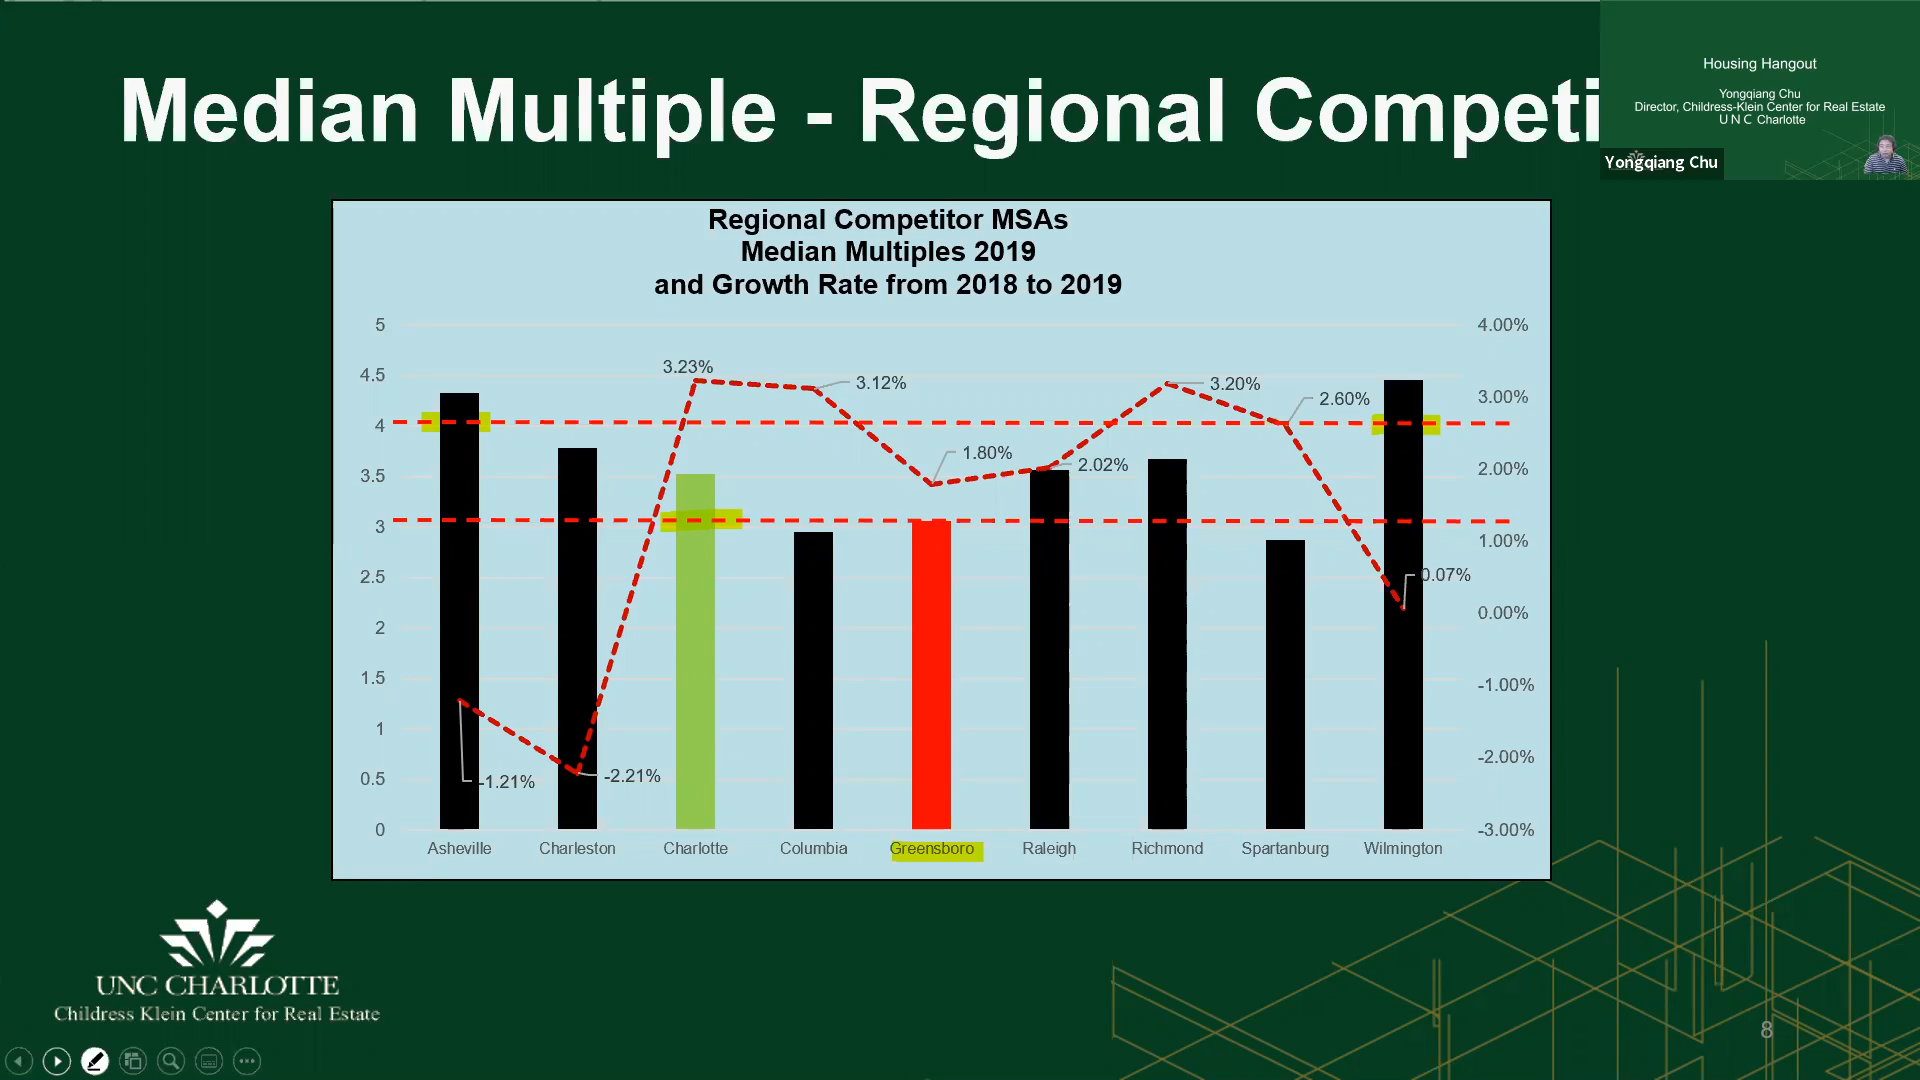 Median Multiple - Regional Competi
Housing Hangout
Yongqiang Chu
Director, Childress-Klein Center for Real Estate
U N C Charlotte
Yongqiang Chu
Regional Competitor MSAs
Median Multiples 2019
and Growth Rate from 2018 to 2019
5
4.5
4
3.5
3
2.5
2
1.5
1
0.5
0
4.00%
3.00%
2.00%
1.00%
0.00%
-1.00%
-2.00%
-3.00%
-1.21%
-2.21%
3.23%
3.12%
1.80%
2.02%
3.20%
2.60%
0.07%
Asheville Charleston Charlotte Columbia Greensboro Raleigh Richmond Spartanburg Wilmington
UNC CHARLOTTE
Childress Klein Center for Real Estate
8